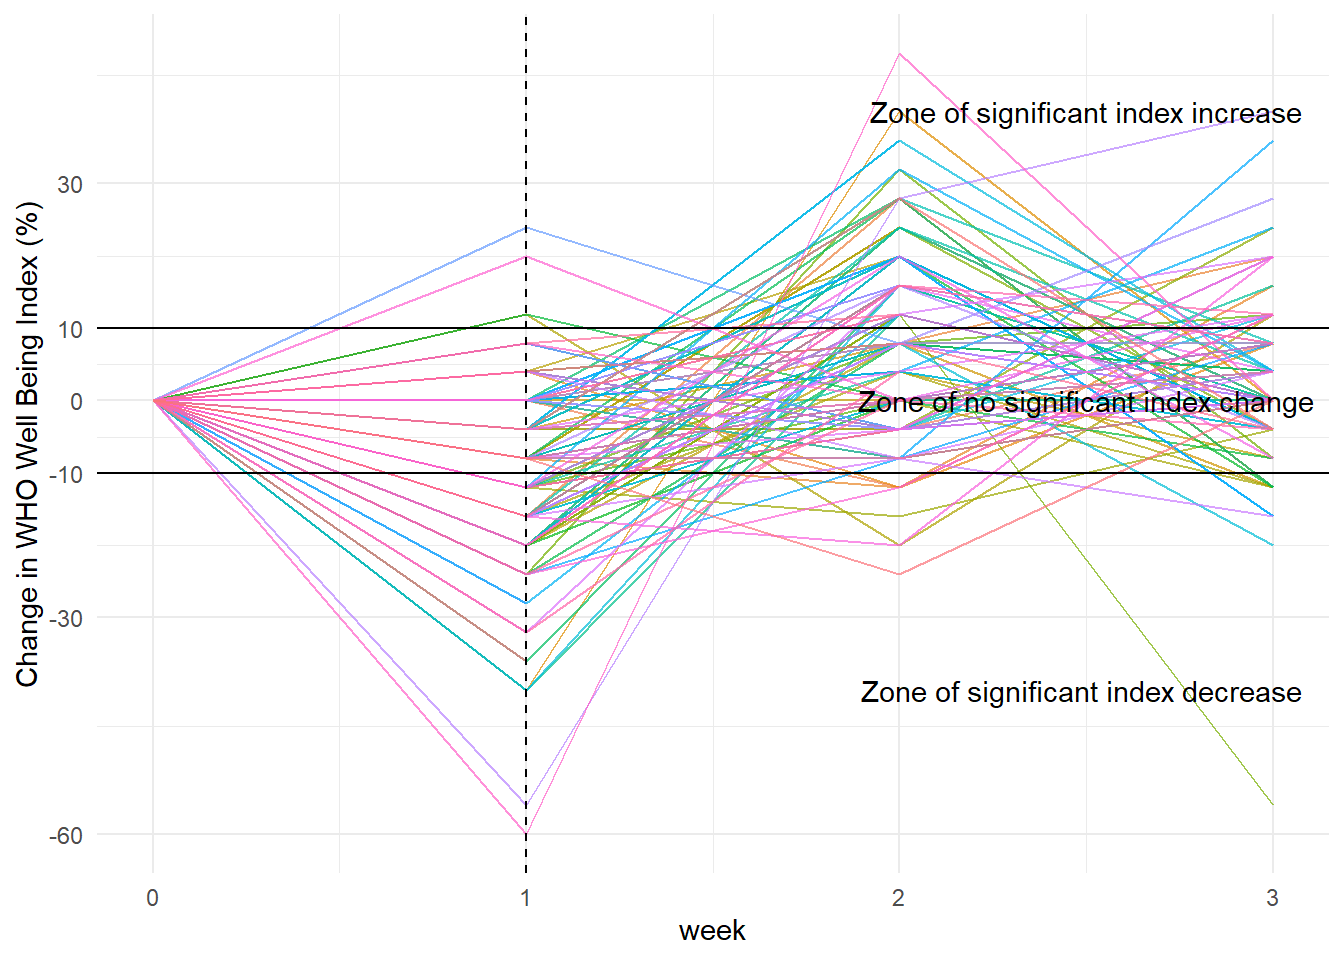 Zone of significant index increase
30
10
0
Zone of no significant index change
-10
-30
Zone of significant index decrease
-60
Change in WHO Well Being Index (%)
0
1
2
3
week